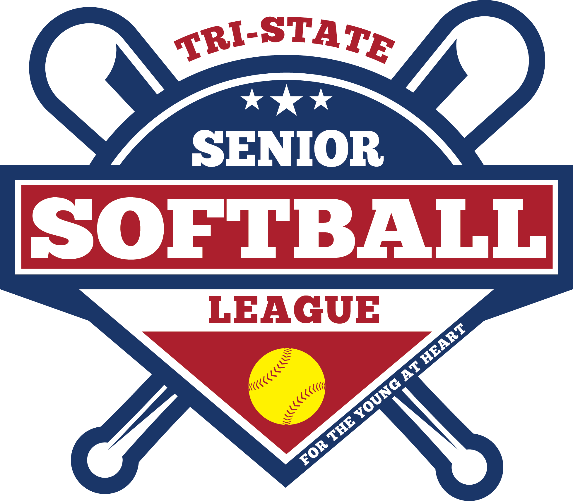 TRI-STATE
SENIOR
SOFTBALL
LEAGUE
FOR THE YOUNG AT HEART